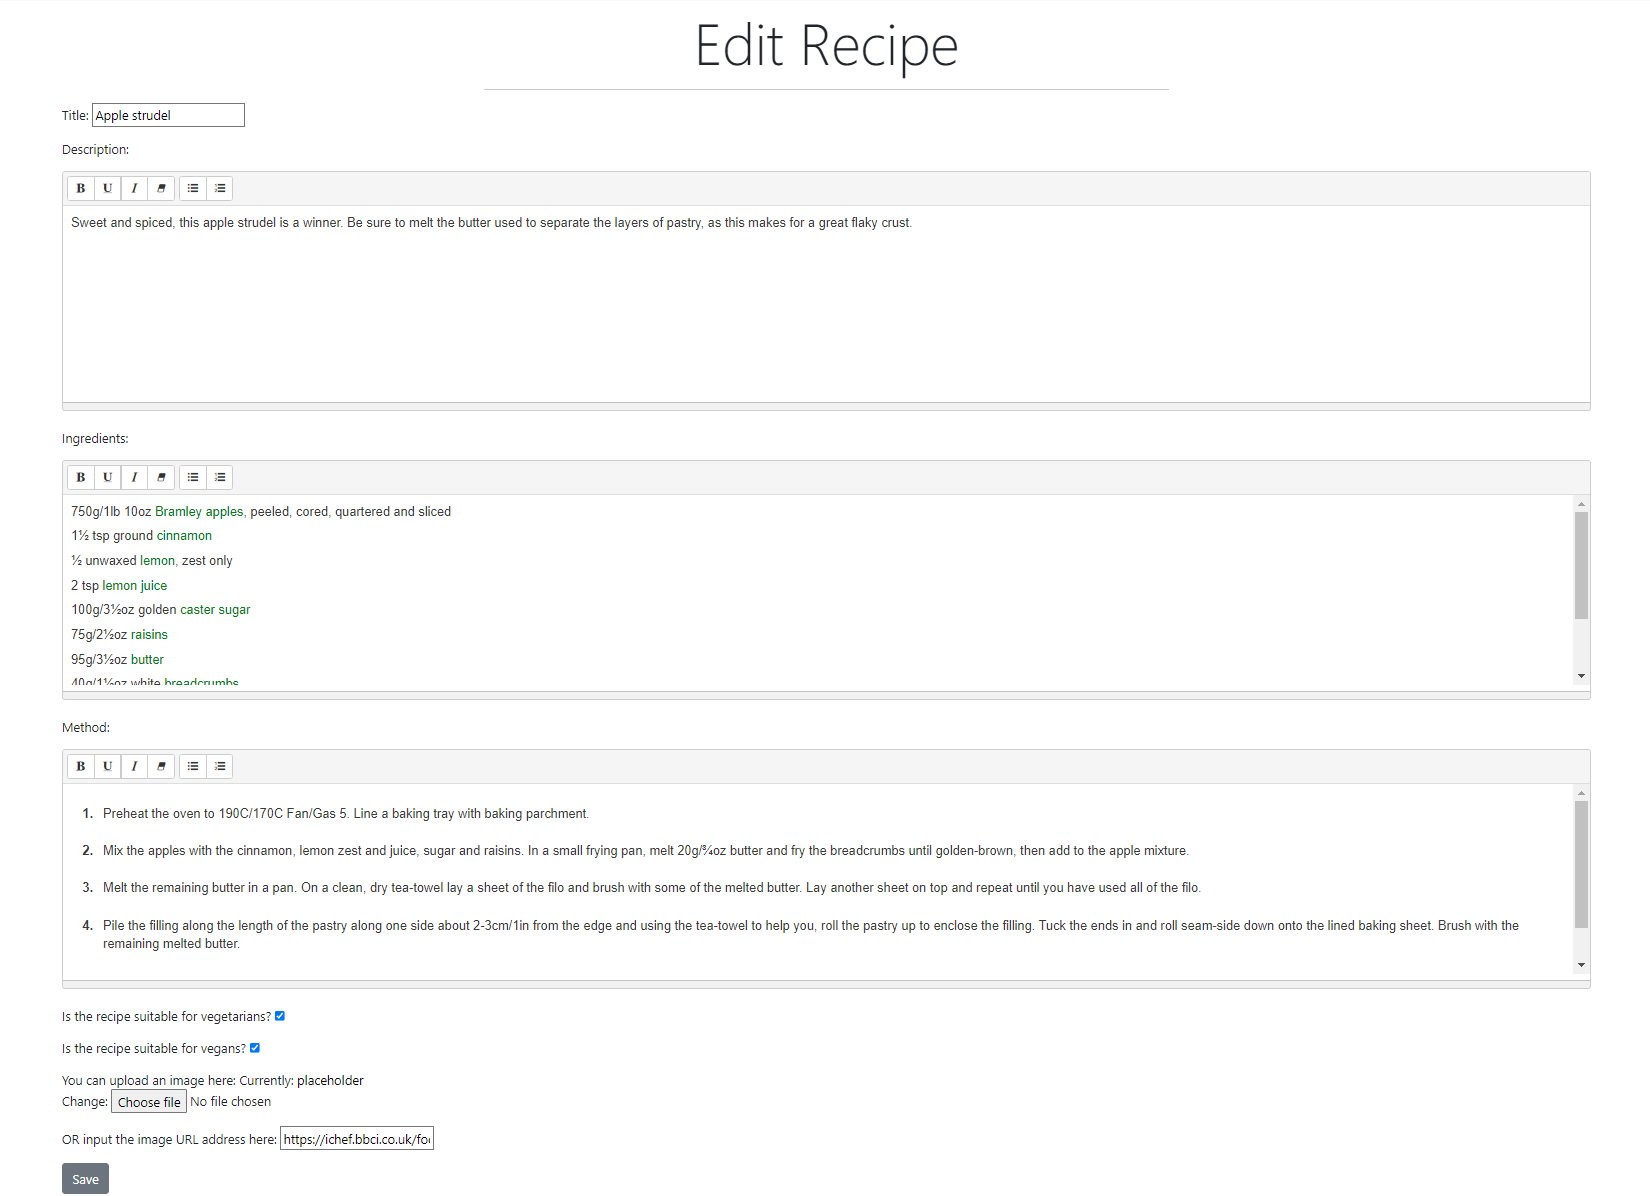 Edit Recipe
Title: Apple strudel
Description:
B U I
Sweet and spiced, this apple strudel is a winner. Be sure to melt the butter used to separate the layers of pastry, as this makes for a great flaky crust.
Ingredients:
B U I
750g/1lb 10oz Bramley apples, peeled, cored, quartered and sliced
1½ tsp ground cinnamon
½ unwaxed lemon, zest only
2 tsp lemon juice
100g/3½oz golden caster sugar
75g/2½oz raisins
95g/3½oz butter
white breadcrumbs
Method:
B U I
1. Preheat the oven to 190C/170C Fan/Gas 5. Line a baking tray with baking parchment.
2. Mix the apples with the cinnamon, lemon zest and juice, sugar and raisins. In a small frying pan, melt 20g/¾oz butter and fry the breadcrumbs until golden-brown, then add to the apple mixture.
3. Melt the remaining butter in a pan. On a clean, dry tea-towel lay a sheet of the filo and brush with some of the melted butter. Lay another sheet on top and repeat until you have used all of the filo.
4. Pile the filling along the length of the pastry along one side about 2-3cm/1in from the edge and using the tea-towel to help you, roll the pastry up to enclose the filling. Tuck the ends in and roll seam-side down onto the lined baking sheet. Brush with the
remaining melted butter.
Is the recipe suitable for vegetarians?
Is the recipe suitable for vegans?
You can upload an image here: Currently: placeholder
Change: Choose file No file chosen
OR input the image URL address here: https://ichef.bbci.co.uk/fo
Save